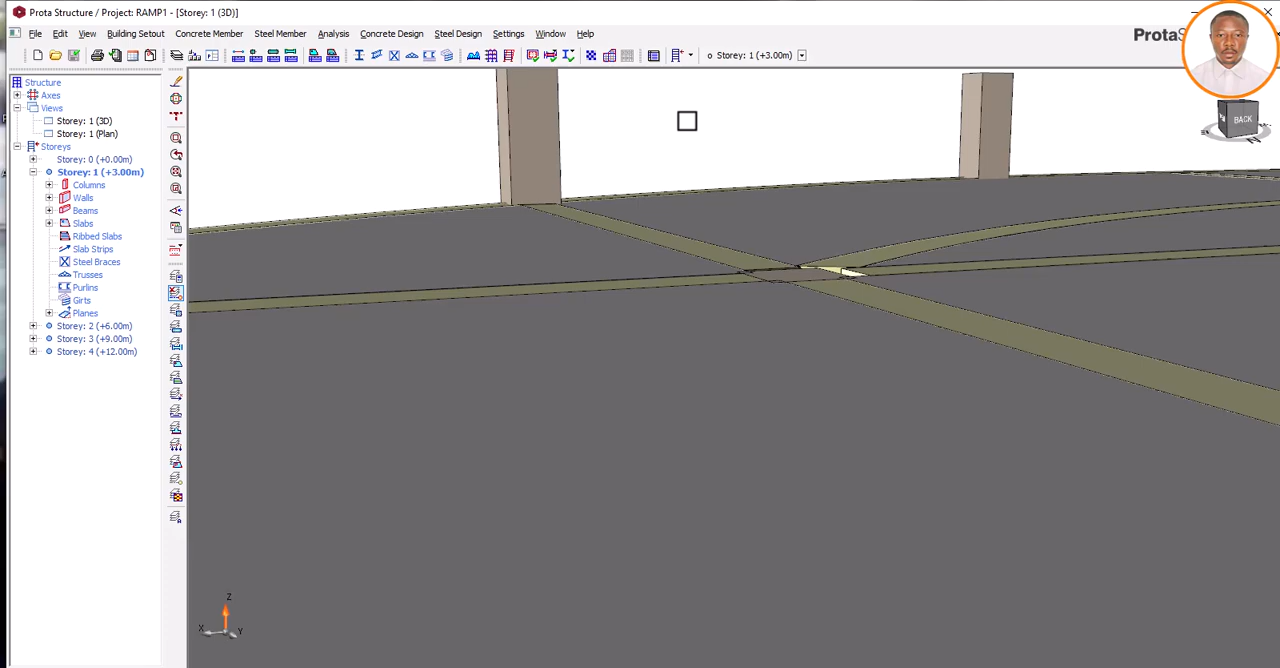 Prota Structure / Project: RAMP1 - [Storey: 1 (3D)]
File Edit View Building Setout Concrete Member Steel Member Analysis Concrete Design Steel Design Settings Window Help
Storey: 1 (+3.00m)
Structure
Axes
Views
Storey: 1 (3D)
Storey: 1 (Plan)
Storeys
Storey: 0 (+0.00m)
Storey: 1 (+3.00m)
Columns
Walls
Beams
Slabs
Ribbed Slabs
Slab Strips
Steel Braces
Trusses
Purlins
Girts
Planes
Storey: 2 (+6.00m)
Storey: 3 (+9.00m)
Storey: 4 (+12.00m)
BACK
Z
X
Y